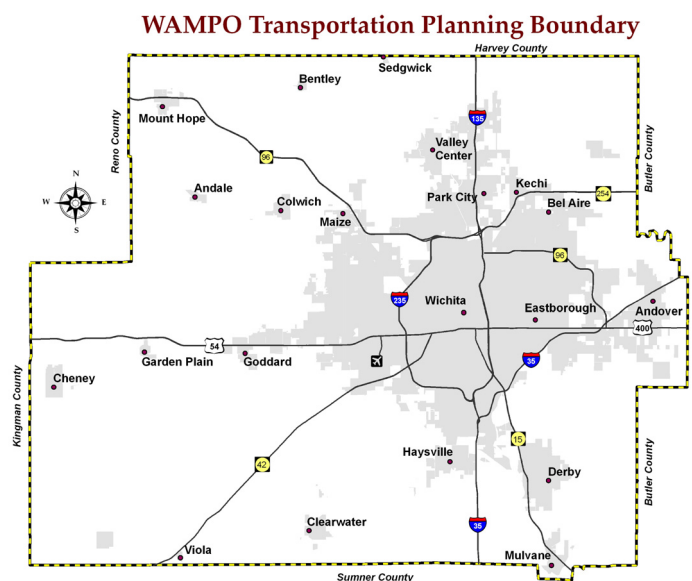 WAMPO Transportation Planning Boundary
Harvey County
Sedgwick
Bentley
Mount Hope
135
Reno County
Butler County
Valley
Center
96
N
W E
S
Andale
Colwich
Maize
Park City
Kechi
254
Bel Aire
96
235
Wichita
Eastborough
Andover
400
54
Garden Plain
Goddard
35
Cheney
Kingman County
Haysville
15
42
Derby
Butler County
Clearwater
35
Viola
Mulvane
Sumner County